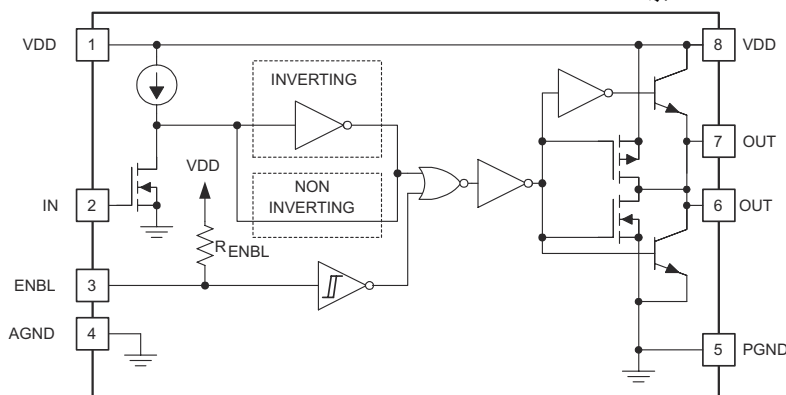 VDD 1
8 VDD
INVERTING
7 OUT
VDD
NON
INVERTING
IN 2
6 OUT
RENBL
ENBL 3
AGND 4
5 PGND